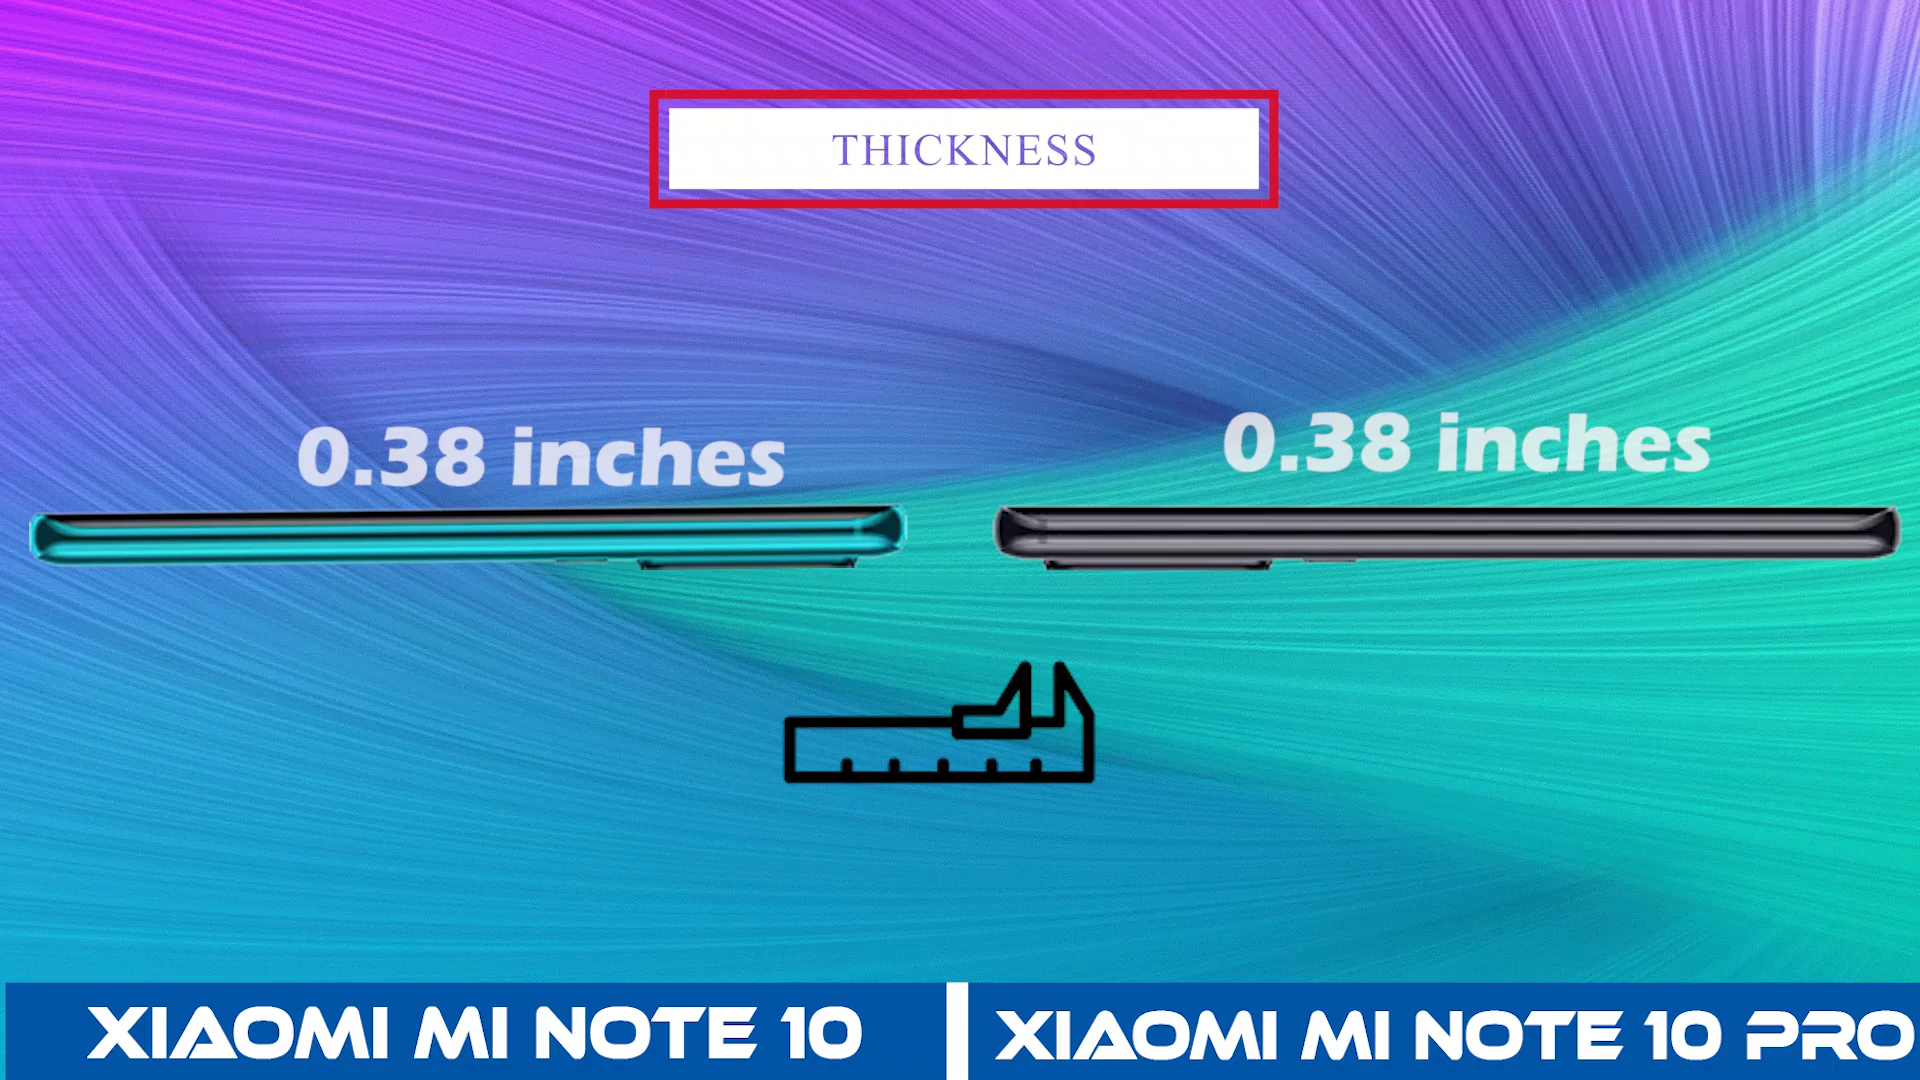 THICKNESS
0.38 inches
0.38 inches
XIAOMI MI NOTE 10
XIAOMI MI NOTE 10 PRO